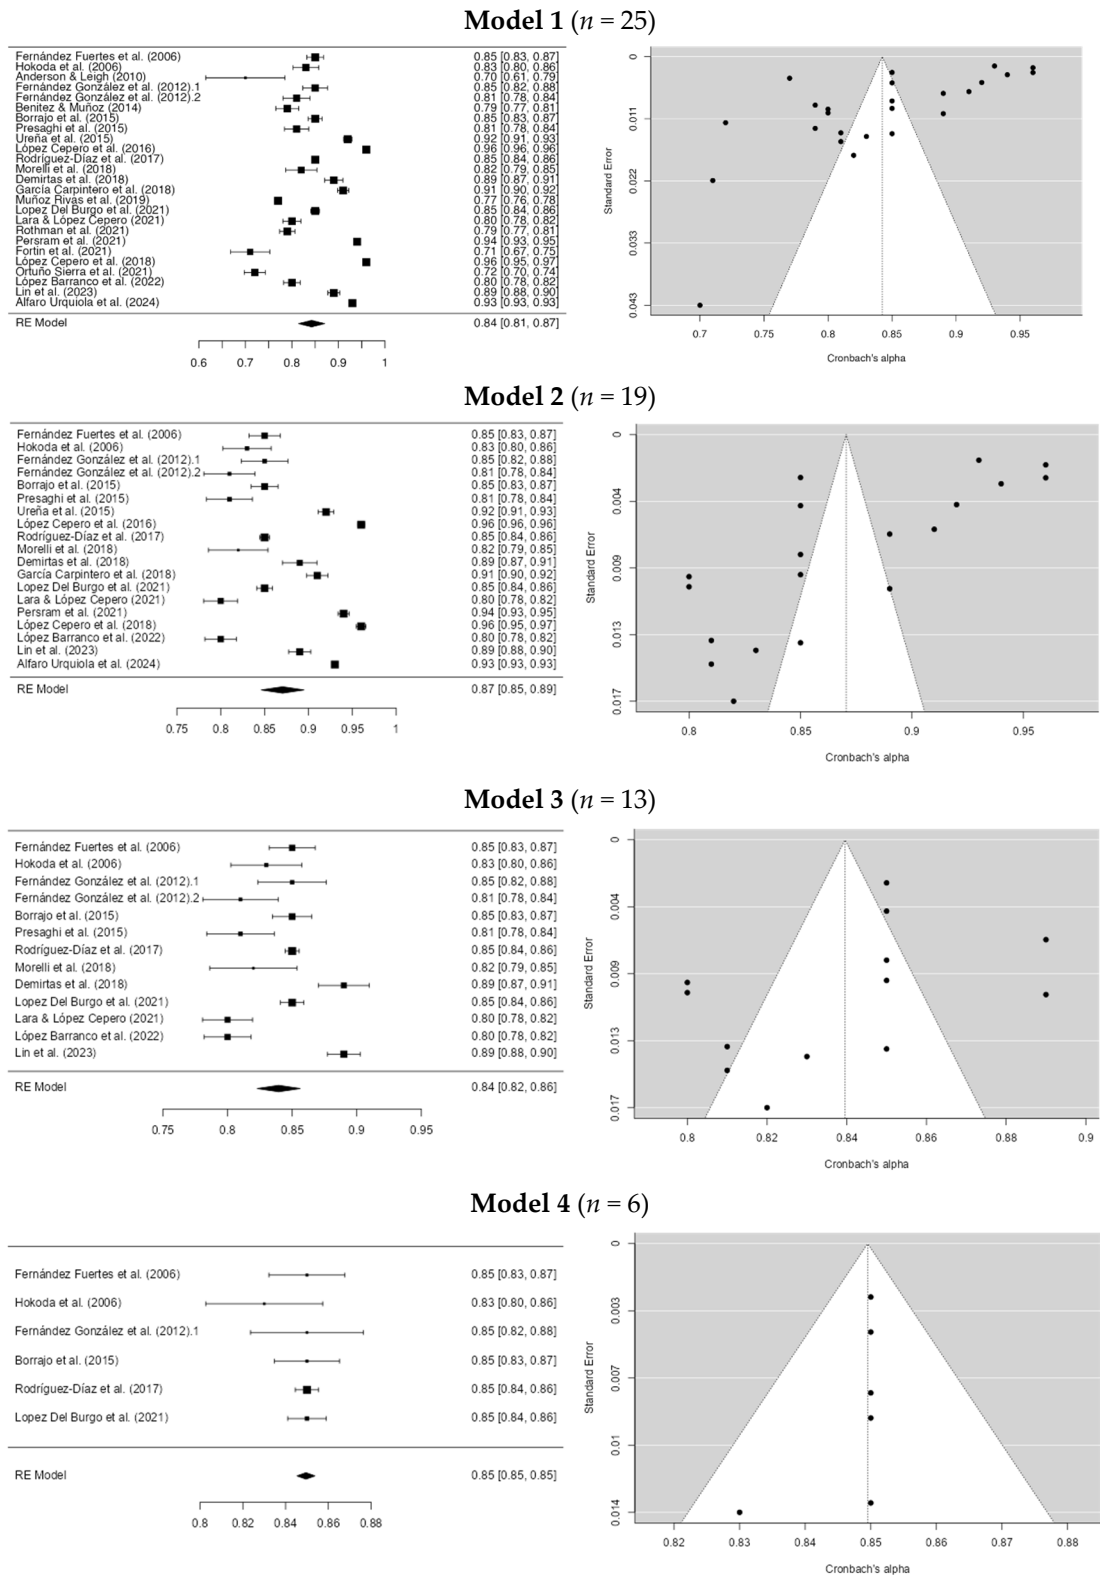 Model 1 (n = 25)
Fernández Fuertes et al. (2006) 0.85 [0.83, 0.87]
Hokoda et al. (2006) 0.83 [0.80, 0.86]
Anderson & Leigh (2010) 0.70 [0.61, 0.79]
Fernández González et al. (2012).1 0.85 [0.82, 0.88]
Fernández González et al. (2012).2 0.81 [0.78, 0.84]
Benitez & Muñoz (2014) 0.79 [0.77, 0.81]
Borrajo et al. (2015) 0.85 [0.83, 0.87]
Presaghi et al. (2015) 0.81 [0.78, 0.84]
Ureña et al. (2015) 0.92 [0.91, 0.93]
López Cepero et al. (2016) 0.96 [0.96, 0.96]
Rodríguez-Díaz et al. (2017) 0.85 [0.84, 0.86]
Morelli et al. (2018) 0.82 [0.79, 0.85]
Demirtas et al. (2018) 0.89 [0.87, 0.91]
García Carpintero et al. (2018) 0.91 [0.90, 0.92]
Muñoz Rivas et al. (2019) 0.77 [0.76, 0.78]
Lopez Del Burgo et al. (2021) 0.85 [0.84, 0.86]
Lara & López Cepero (2021) 0.80 [0.78, 0.82]
Rothman et al. (2021) 0.79 [0.77, 0.81]
Persram et al. (2021) 0.94 [0.93, 0.95]
Fortin et al. (2021) 0.71 [0.67, 0.75]
López Cepero et al. (2018) 0.96 [0.95, 0.97]
Ortuño Sierra et al. (2021) 0.72 [0.70, 0.74]
López Barranco et al. (2022) 0.80 [0.78, 0.82]
Lin et al. (2023) 0.89 [0.88, 0.90]
Alfaro Urquiola et al. (2024) 0.93 [0.93, 0.93]
RE Model 0.84 [0.81, 0.87]
0.6 0.7 0.8 0.9 1
Standard Error
0
0.011
0.022
0.033
0.043
0.7 0.75 0.8 0.85 0.9 0.95
Cronbach's alpha
Model 2 (n = 19)
Fernández Fuertes et al. (2006) 0.85 [0.83, 0.87]
Hokoda et al. (2006) 0.83 [0.80, 0.86]
Fernández González et al. (2012).1 0.85 [0.82, 0.88]
Fernández González et al. (2012).2 0.81 [0.78, 0.84]
Borrajo et al. (2015) 0.85 [0.83, 0.87]
Presaghi et al. (2015) 0.81 [0.78, 0.84]
Ureña et al. (2015) 0.92 [0.91, 0.93]
López Cepero et al. (2016) 0.96 [0.96, 0.96]
Rodríguez-Díaz et al. (2017) 0.85 [0.84, 0.86]
Morelli et al. (2018) 0.82 [0.79, 0.85]
Demirtas et al. (2018) 0.89 [0.87, 0.91]
García Carpintero et al. (2018) 0.91 [0.90, 0.92]
Lopez Del Burgo et al. (2021) 0.85 [0.84, 0.86]
Lara & López Cepero (2021) 0.80 [0.78, 0.82]
Persram et al. (2021) 0.94 [0.93, 0.95]
López Cepero et al. (2018) 0.96 [0.95, 0.97]
López Barranco et al. (2022) 0.80 [0.78, 0.82]
Lin et al. (2023) 0.89 [0.88, 0.90]
Alfaro Urquiola et al. (2024) 0.93 [0.93, 0.93]
RE Model 0.87 [0.85, 0.89]
0.75 0.8 0.85 0.9 0.95 1
Standard Error
0
0.004
0.009
0.013
0.017
0.8 0.85 0.9 0.95
Cronbach's alpha
Model 3 (n = 13)
Fernández Fuertes et al. (2006) 0.85 [0.83, 0.87]
Hokoda et al. (2006) 0.83 [0.80, 0.86]
Fernández González et al. (2012).1 0.85 [0.82, 0.88]
Fernández González et al. (2012).2 0.81 [0.78, 0.84]
Borrajo et al. (2015) 0.85 [0.83, 0.87]
Presaghi et al. (2015) 0.81 [0.78, 0.84]
Rodríguez-Díaz et al. (2017) 0.85 [0.84, 0.86]
Morelli et al. (2018) 0.82 [0.79, 0.85]
Demirtas et al. (2018) 0.89 [0.87, 0.91]
Lopez Del Burgo et al. (2021) 0.85 [0.84, 0.86]
Lara & López Cepero (2021) 0.80 [0.78, 0.82]
López Barranco et al. (2022) 0.80 [0.78, 0.82]
Lin et al. (2023) 0.89 [0.88, 0.90]
RE Model 0.84 [0.82, 0.86]
0.75 0.8 0.85 0.9 0.95
Standard Error
0
0.004
0.009
0.013
0.017
0.8 0.82 0.84 0.86 0.88 0.9
Cronbach's alpha
Model 4 (n = 6)
Fernández Fuertes et al. (2006) 0.85 [0.83, 0.87]
Hokoda et al. (2006) 0.83 [0.80, 0.86]
Fernández González et al. (2012).1 0.85 [0.82, 0.88]
Borrajo et al. (2015) 0.85 [0.83, 0.87]
Rodríguez-Díaz et al. (2017) 0.85 [0.84, 0.86]
Lopez Del Burgo et al. (2021) 0.85 [0.84, 0.86]
RE Model 0.85 [0.85, 0.85]
0.8 0.82 0.84 0.86 0.88
Standard Error
0
0.003
0.007
0.01
0.014
0.82 0.83 0.84 0.85 0.86 0.87 0.88
Cronbach's alpha